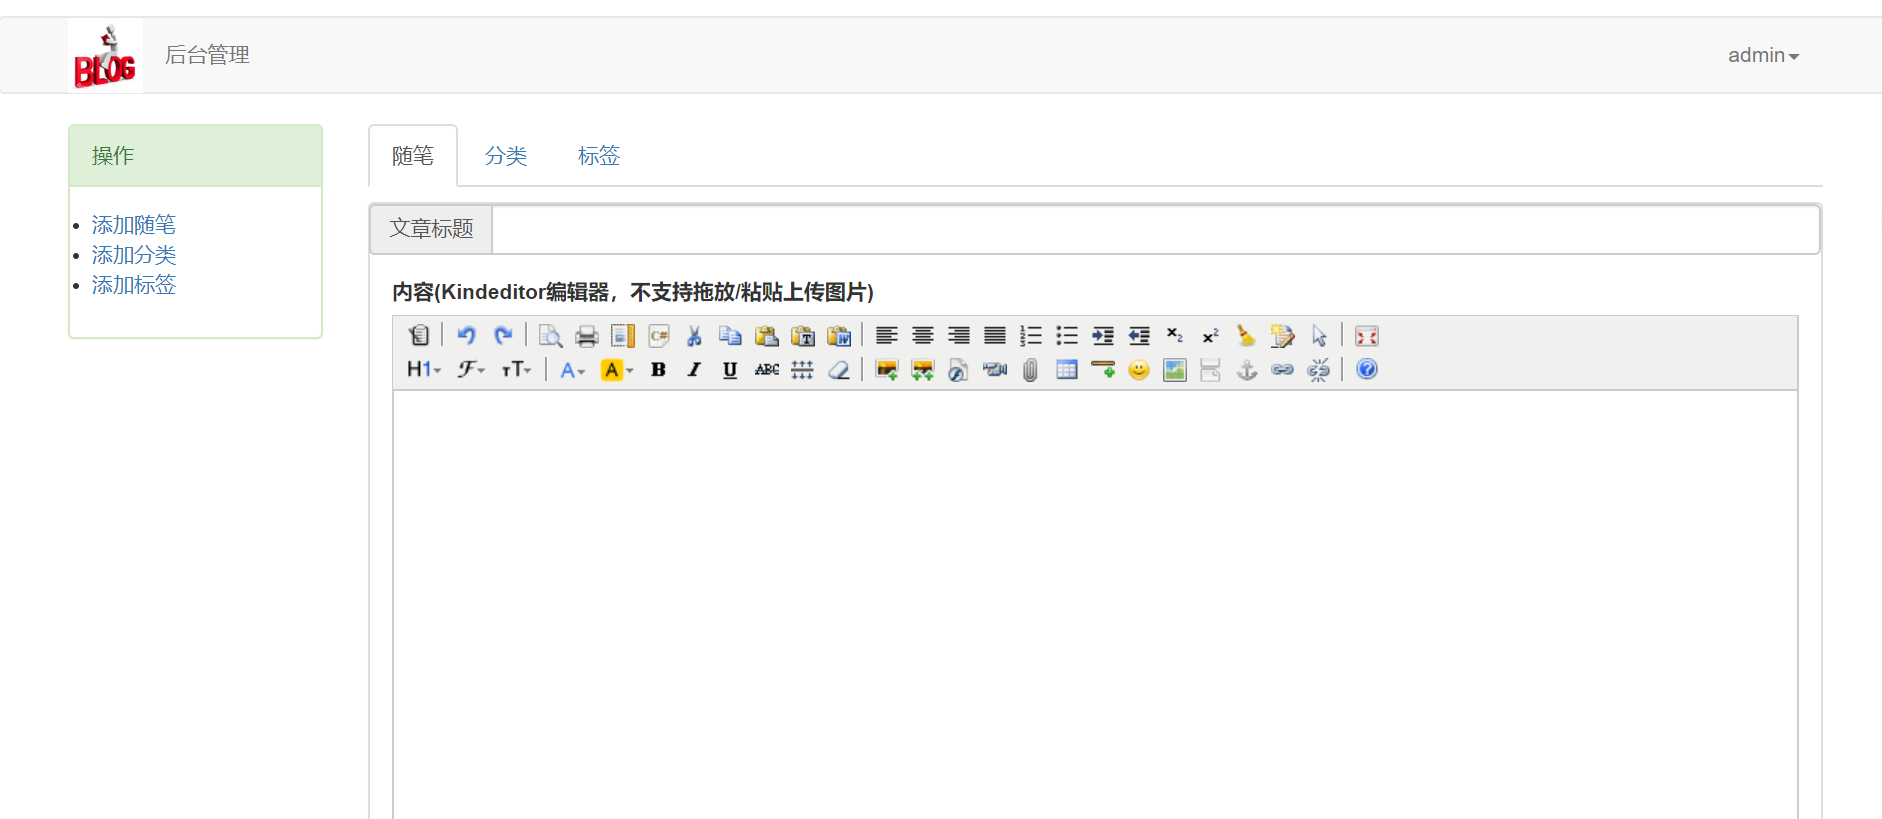 BLOG 后台管理 admin
操作
添加随笔
添加分类
添加标签
随笔 分类 标签
文章标题
内容(Kindeditor编辑器，不支持拖放/粘贴上传图片)
C# T W x₂ x²
H1 F тT A A B I U ABC